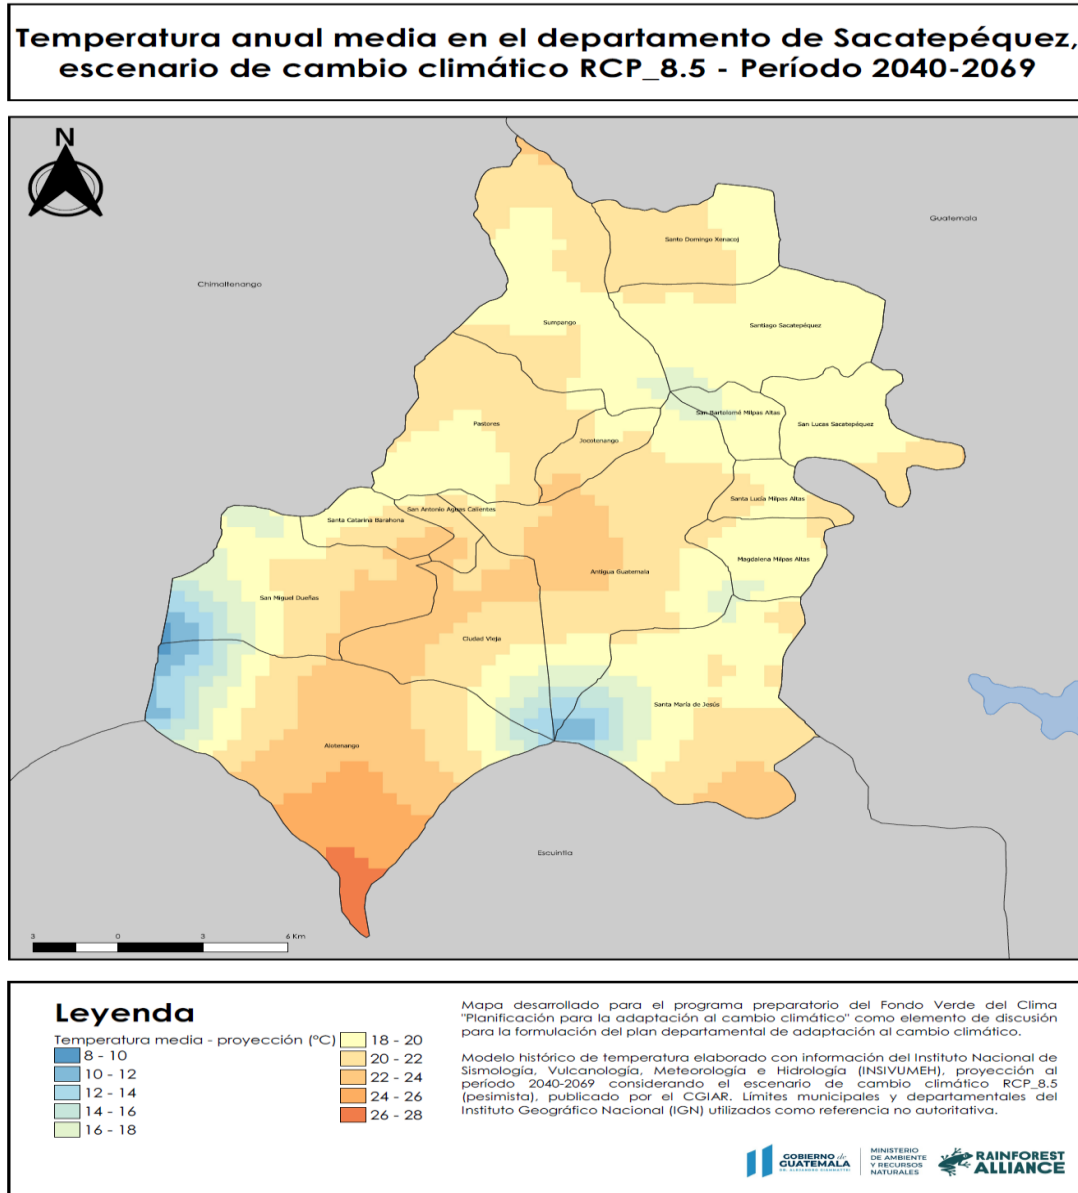 Temperatura anual media en el departamento de Sacatepéquez,
escenario de cambio climático RCP_8.5 - Período 2040-2069
N
Guatemala
Santo Domingo Xenacoj
Chimaltenango
Sumpango
Santiago Sacatepéquez
San Bartolomé Milpas Altas
Pastores
San Lucas Sacatepéquez
Jocotenango
Santa Lucía Milpas Altas
San Antonio Aguas Calientes
Santa Catarina Barahona
Magdalena Milpas Altas
Antigua Guatemala
San Miguel Dueñas
Ciudad Vieja
Santa María de Jesús
Alotenango
Escuintla
3 0 3 6 Km
Leyenda
Temperatura media - proyección (°C)
8 - 10
10 - 12
12 - 14
14 - 16
16 - 18
18 - 20
20 - 22
22 - 24
24 - 26
26 - 28
Mapa desarrollado para el programa preparatorio del Fondo Verde del Clima
"Planificación para la adaptación al cambio climático" como elemento de discusión
para la formulación del plan departamental de adaptación al cambio climático.
Modelo histórico de temperatura elaborado con información del Instituto Nacional de
Sismología, Vulcanología, Meteorología e Hidrología (INSIVUMEH), proyección al
período 2040-2069 considerando el escenario de cambio climático RCP_8.5
(pesimista), publicado por el CGIAR. Límites municipales y departamentales del
Instituto Geográfico Nacional (IGN) utilizados como referencia no autoritativa.
GOBIERNO de
GUATEMALA
DR. ALEJANDRO GIAMMATTEI
MINISTERIO
DE AMBIENTE
Y RECURSOS
NATURALES
RAINFOREST
ALLIANCE